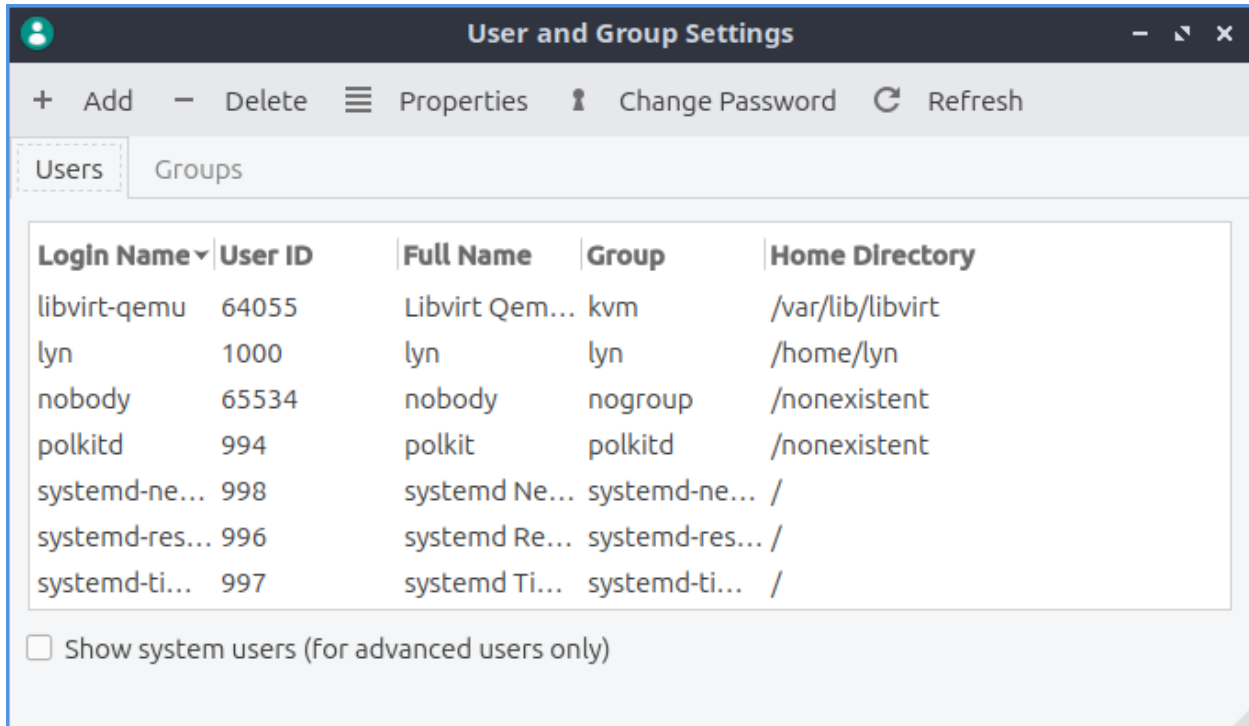 User and Group Settings
Add Delete Properties Change Password Refresh
Users Groups
Login Name User ID Full Name Group Home Directory
libvirt-qemu 64055 Libvirt Qem... kvm /var/lib/libvirt
lyn 1000 lyn lyn /home/lyn
nobody 65534 nobody nogroup /nonexistent
polkitd 994 polkit polkitd /nonexistent
systemd-ne... 998 systemd Ne... systemd-ne... /
systemd-res... 996 systemd Re... systemd-res... /
systemd-ti... 997 systemd Ti... systemd-ti... /
Show system users (for advanced users only)